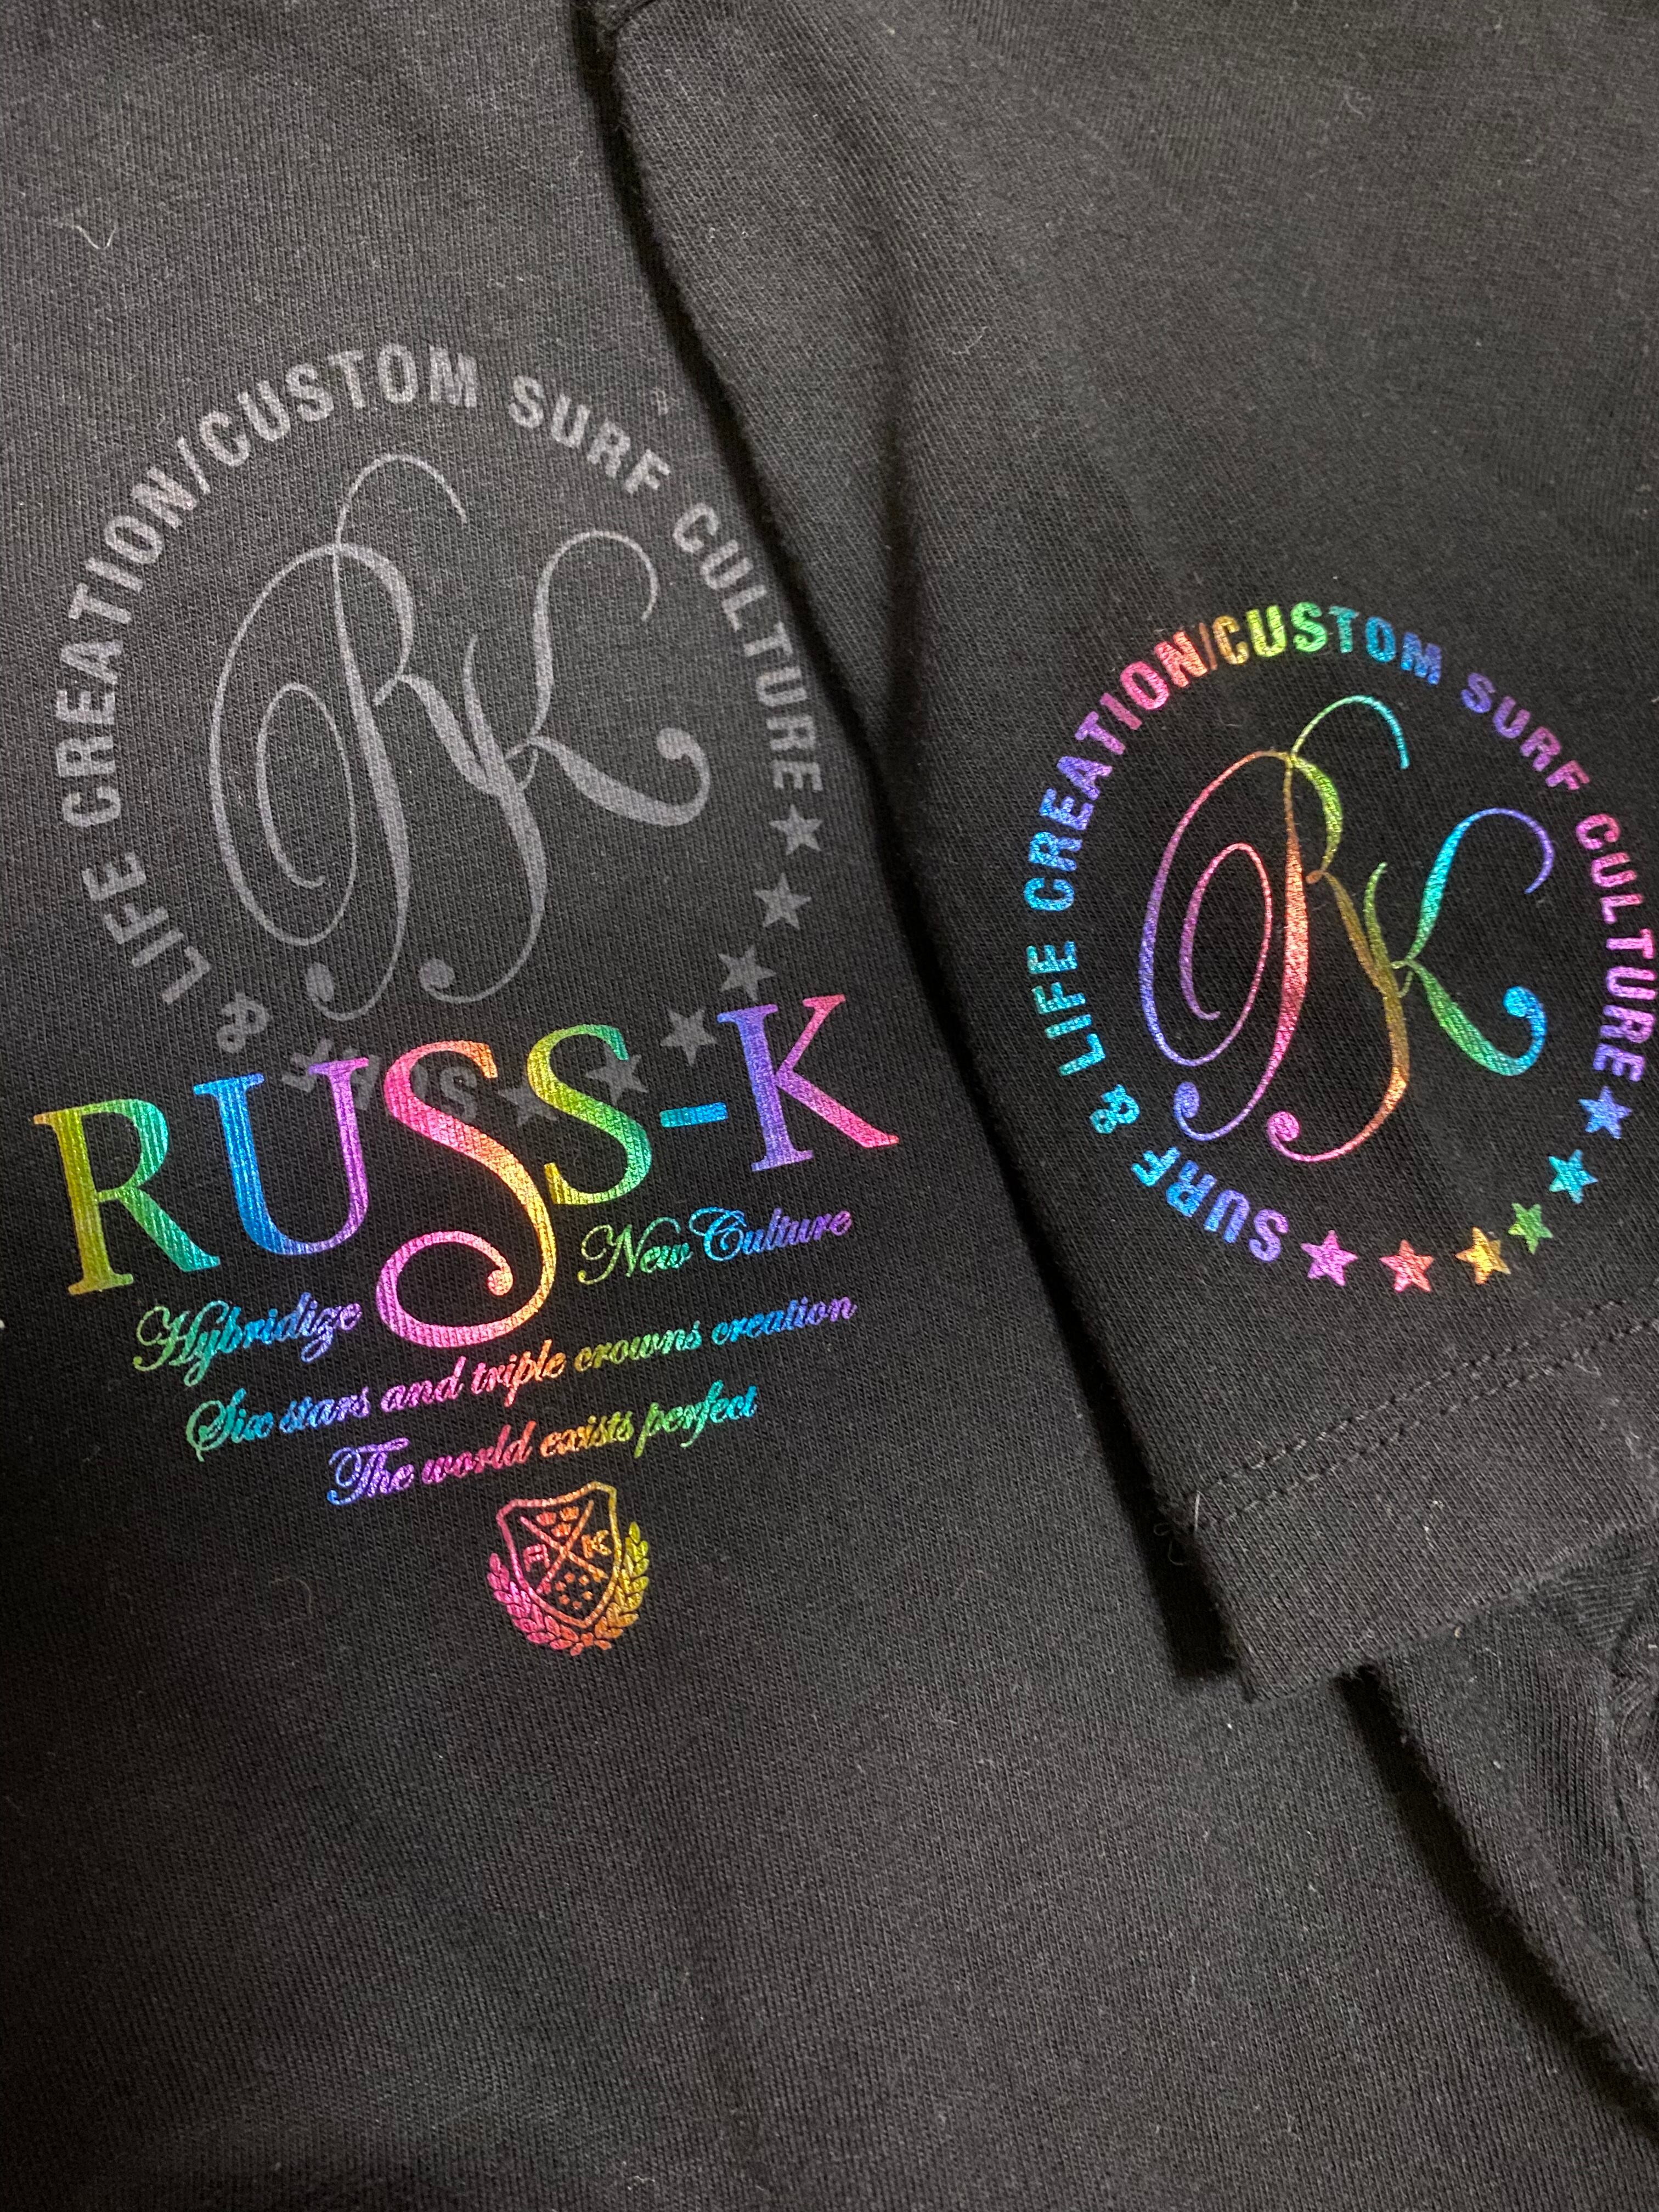 SURF & LIFE CREATION/CUSTOM SURF CULTURE
RK
RUSS-K
New Culture
Hybridize
Six stars and triple crowns creation
The world exists perfect
R K
SURF & LIFE CREATION/CUSTOM SURF CULTURE
RK